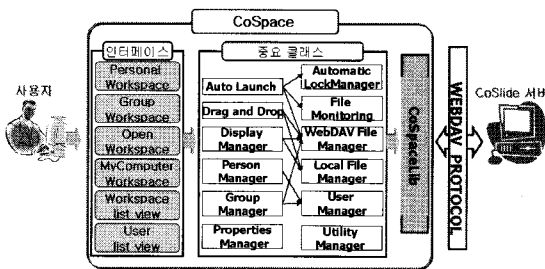 CoSpace
인터페이스
중요 클래스
사용자
Personal
Workspace
Group
Workspace
Open
Workspace
MyComputer
Workspace
Workspace
list view
User
list view
Auto Launch
Drag and Drop
Display
Manager
Person
Manager
Group
Manager
Properties
Manager
Automatic
LockManager
File
Monitoring
WebDAV File
Manager
Local File
Manager
User
Manager
Utility
Manager
CoSpaceLib
WEBDAV PROTOCOL
CoSlide 서버